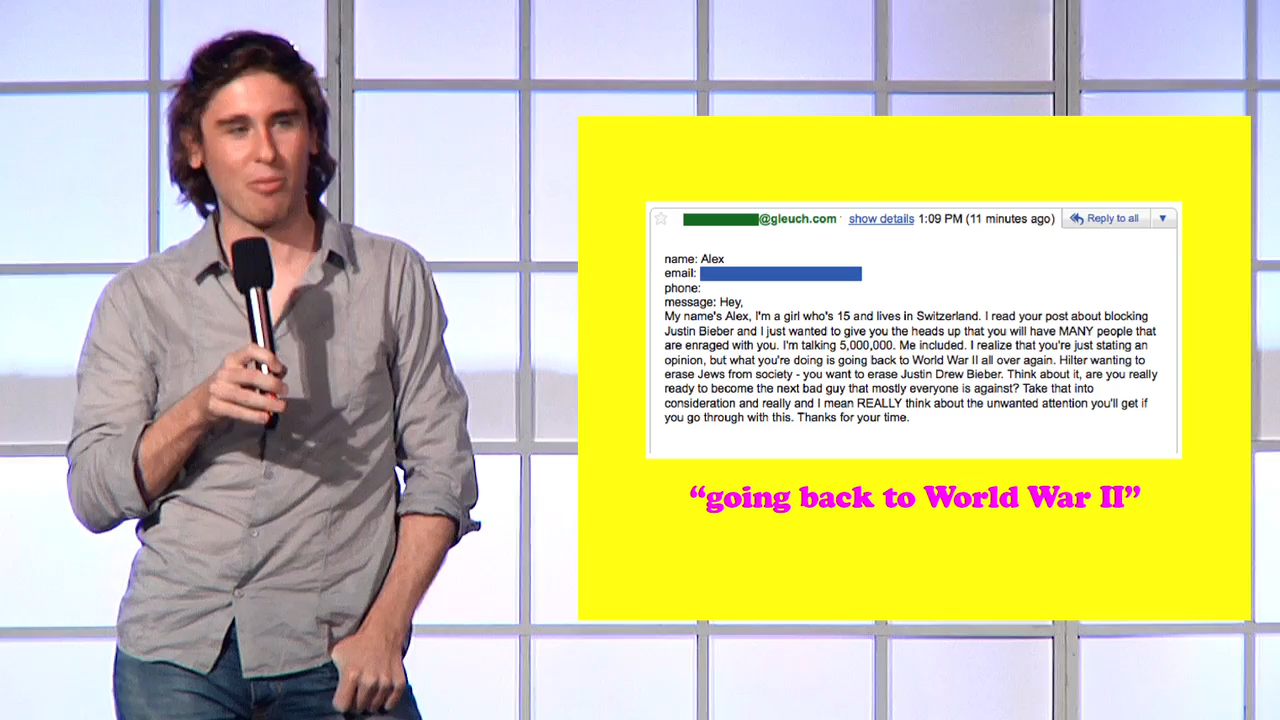 @gleuch.com show details 1:09 PM (11 minutes ago) Reply to all
name: Alex
email:
phone:
message: Hey,
My name's Alex, I'm a girl who's 15 and lives in Switzerland. I read your post about blocking
Justin Bieber and I just wanted to give you the heads up that you will have MANY people that
are enraged with you. I'm talking 5,000,000. Me included. I realize that you're just stating an
opinion, but what you're doing is going back to World War II all over again. Hilter wanting to
erase Jews from society - you want to erase Justin Drew Bieber. Think about it, are you really
ready to become the next bad guy that mostly everyone is against? Take that into
consideration and really and I mean REALLY think about the unwanted attention you'll get if
you go through with this. Thanks for your time.
“going back to World War II”